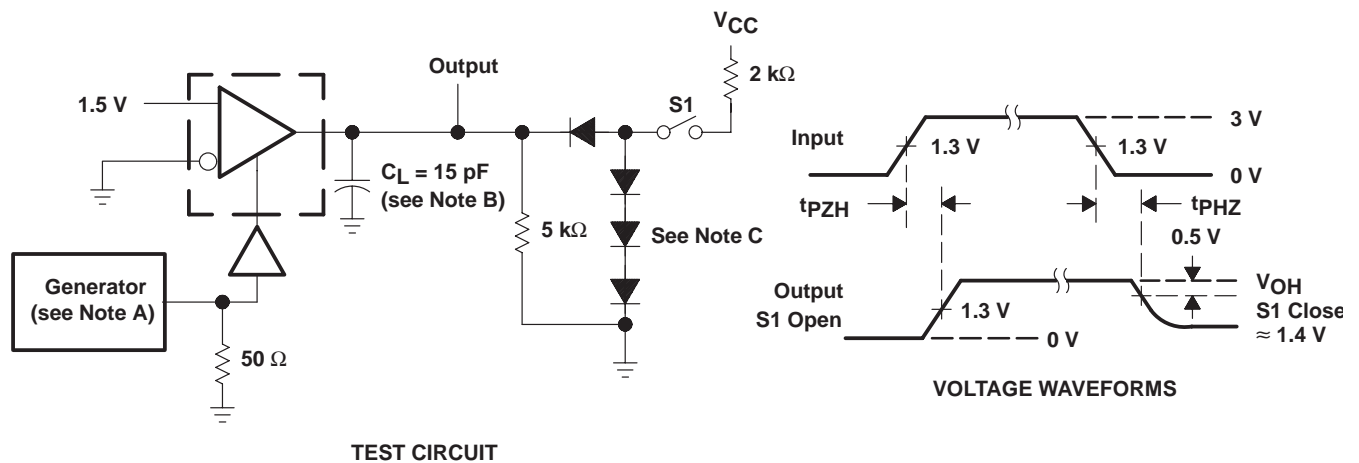 VCC
2 kΩ
Output
S1
1.5 V
CL = 15 pF
(see Note B)
5 kΩ
See Note C
Generator
(see Note A)
50 Ω
TEST CIRCUIT
Input
3 V
1.3 V
1.3 V
0 V
tPZH
tPHZ
0.5 V
Output
S1 Open
1.3 V
0 V
VOH
S1 Close
≈ 1.4 V
VOLTAGE WAVEFORMS